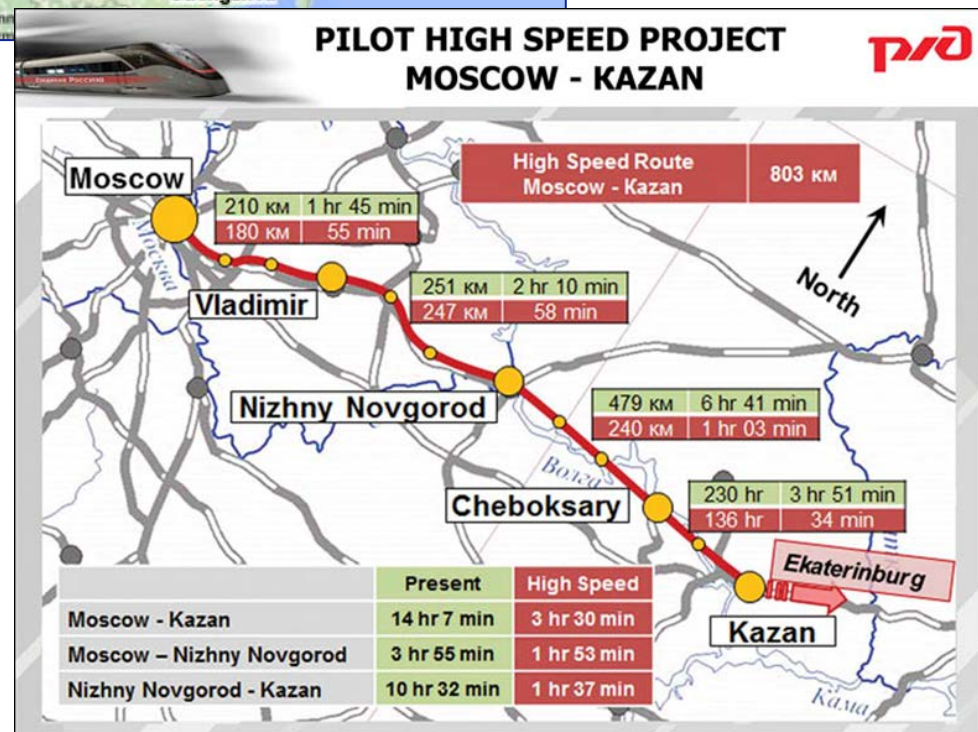 PILOT HIGH SPEED PROJECT
MOSCOW - KAZAN
РЖД
High Speed Route
Moscow - Kazan
803 км
Moscow
210 км 1 hr 45 min
180 км 55 min
North
Москва
Vladimir
251 км 2 hr 10 min
247 км 58 min
Nizhny Novgorod
479 км 6 hr 41 min
240 км 1 hr 03 min
Волга
Cheboksary
230 hr 3 hr 51 min
136 hr 34 min
Ekaterinburg
Kazan
Кама
Present High Speed
Moscow - Kazan 14 hr 7 min 3 hr 30 min
Moscow – Nizhny Novgorod 3 hr 55 min 1 hr 53 min
Nizhny Novgorod - Kazan 10 hr 32 min 1 hr 37 min